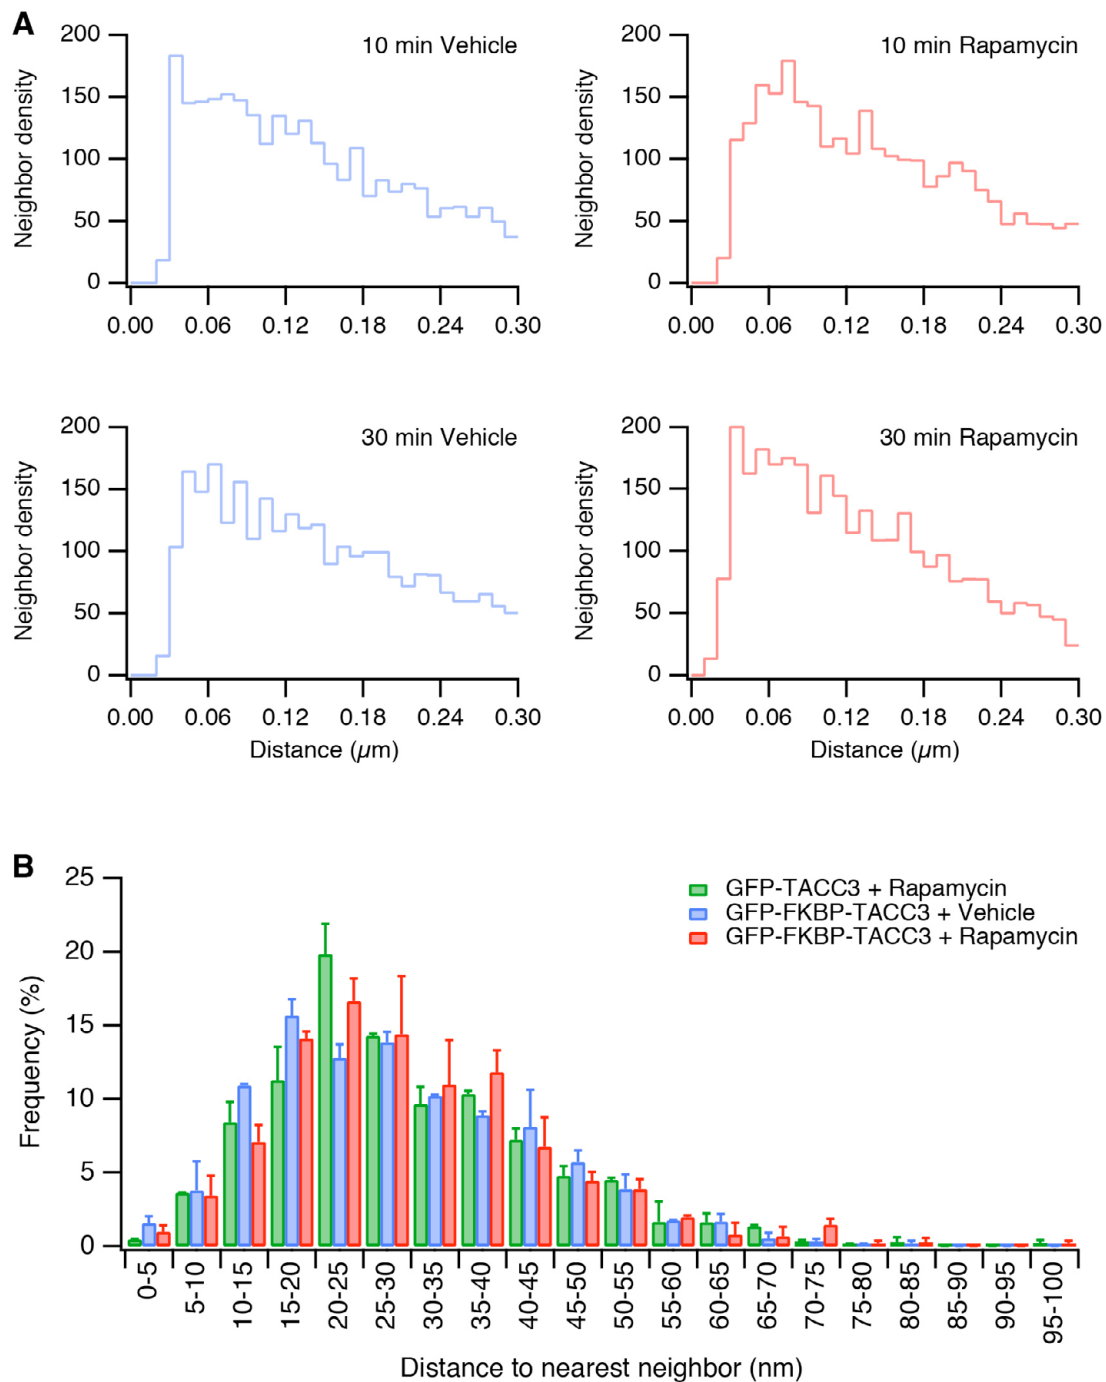 A
10 min Vehicle
Neighbor density
200
150
100
50
0
0.00 0.06 0.12 0.18 0.24 0.30
10 min Rapamycin
Neighbor density
200
150
100
50
0
0.00 0.06 0.12 0.18 0.24 0.30
30 min Vehicle
Neighbor density
200
150
100
50
0
0.00 0.06 0.12 0.18 0.24 0.30
Distance (µm)
30 min Rapamycin
Neighbor density
200
150
100
50
0
0.00 0.06 0.12 0.18 0.24 0.30
Distance (µm)
B
GFP-TACC3 + Rapamycin
GFP-FKBP-TACC3 + Vehicle
GFP-FKBP-TACC3 + Rapamycin
Frequency (%)
25
20
15
10
5
0
0-5 5-10 10-15 15-20 20-25 25-30 30-35 35-40 40-45 45-50 50-55 55-60 60-65 65-70 70-75 75-80 80-85 85-90 90-95 95-100
Distance to nearest neighbor (nm)